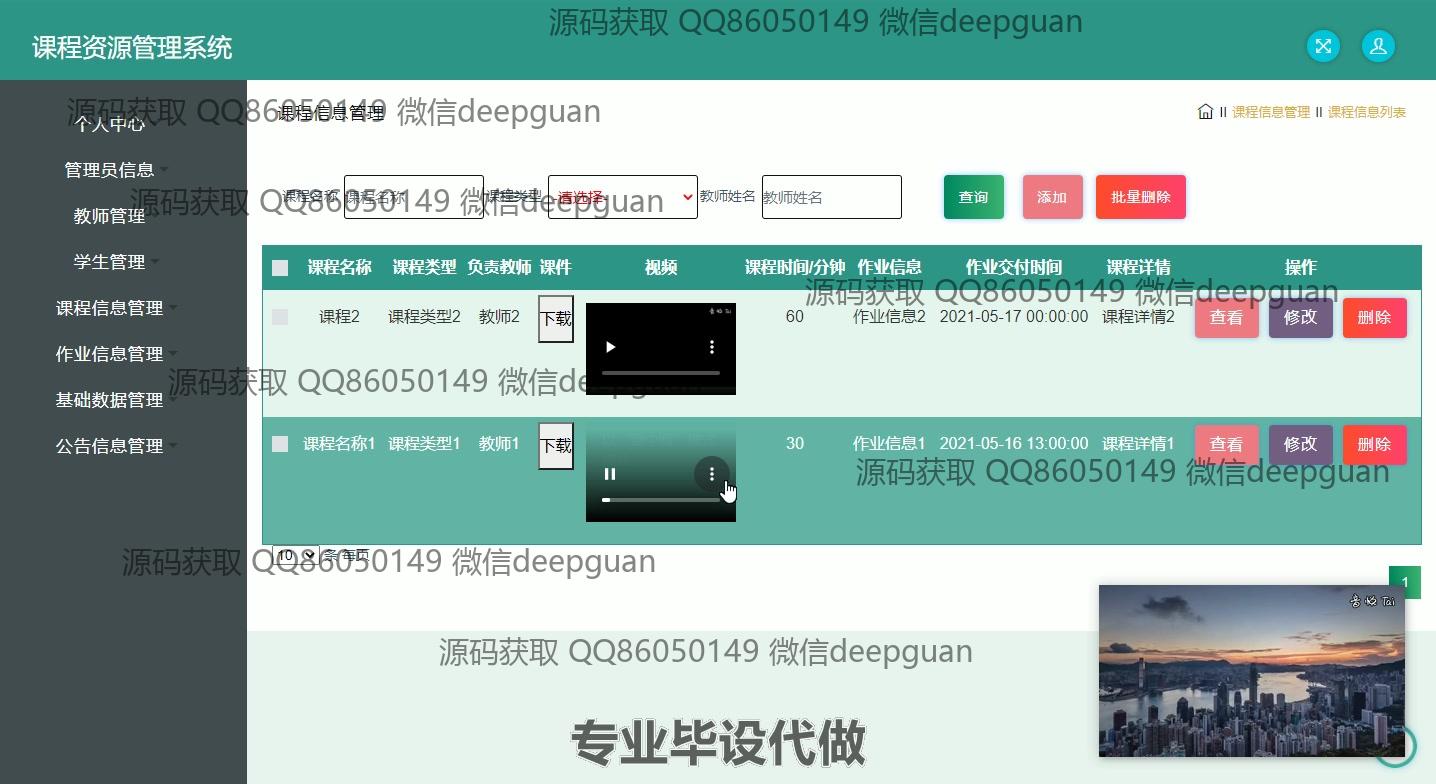 源码获取 QQ86050149 微信deepguan
课程资源管理系统
源码获取 QQ86050149 微信deepguan
个人中心
管理员信息
教师管理
学生管理
课程信息管理
作业信息管理
基础数据管理
公告信息管理
课程信息管理
课程信息管理 II 课程信息列表
源码获取 QQ86050149 微信deepguan
课程名称 课程名称 课程类型 -请选择- 教师姓名 教师姓名 查询 添加 批量删除
课程名称 课程类型 负责教师 课件 视频 课程时间/分钟 作业信息 作业交付时间 课程详情 操作
源码获取 QQ86050149 微信deepguan
课程2 课程类型2 教师2 下载 60 作业信息2 2021-05-17 00:00:00 课程详情2 查看 修改 删除
源码获取 QQ86050149 微信deepguan
课程名称1 课程类型1 教师1 下载 30 作业信息1 2021-05-16 13:00:00 课程详情1 查看 修改 删除
源码获取 QQ86050149 微信deepguan
10 条 每页
源码获取 QQ86050149 微信deepguan
1
音悦Tai
源码获取 QQ86050149 微信deepguan
专业毕设代做